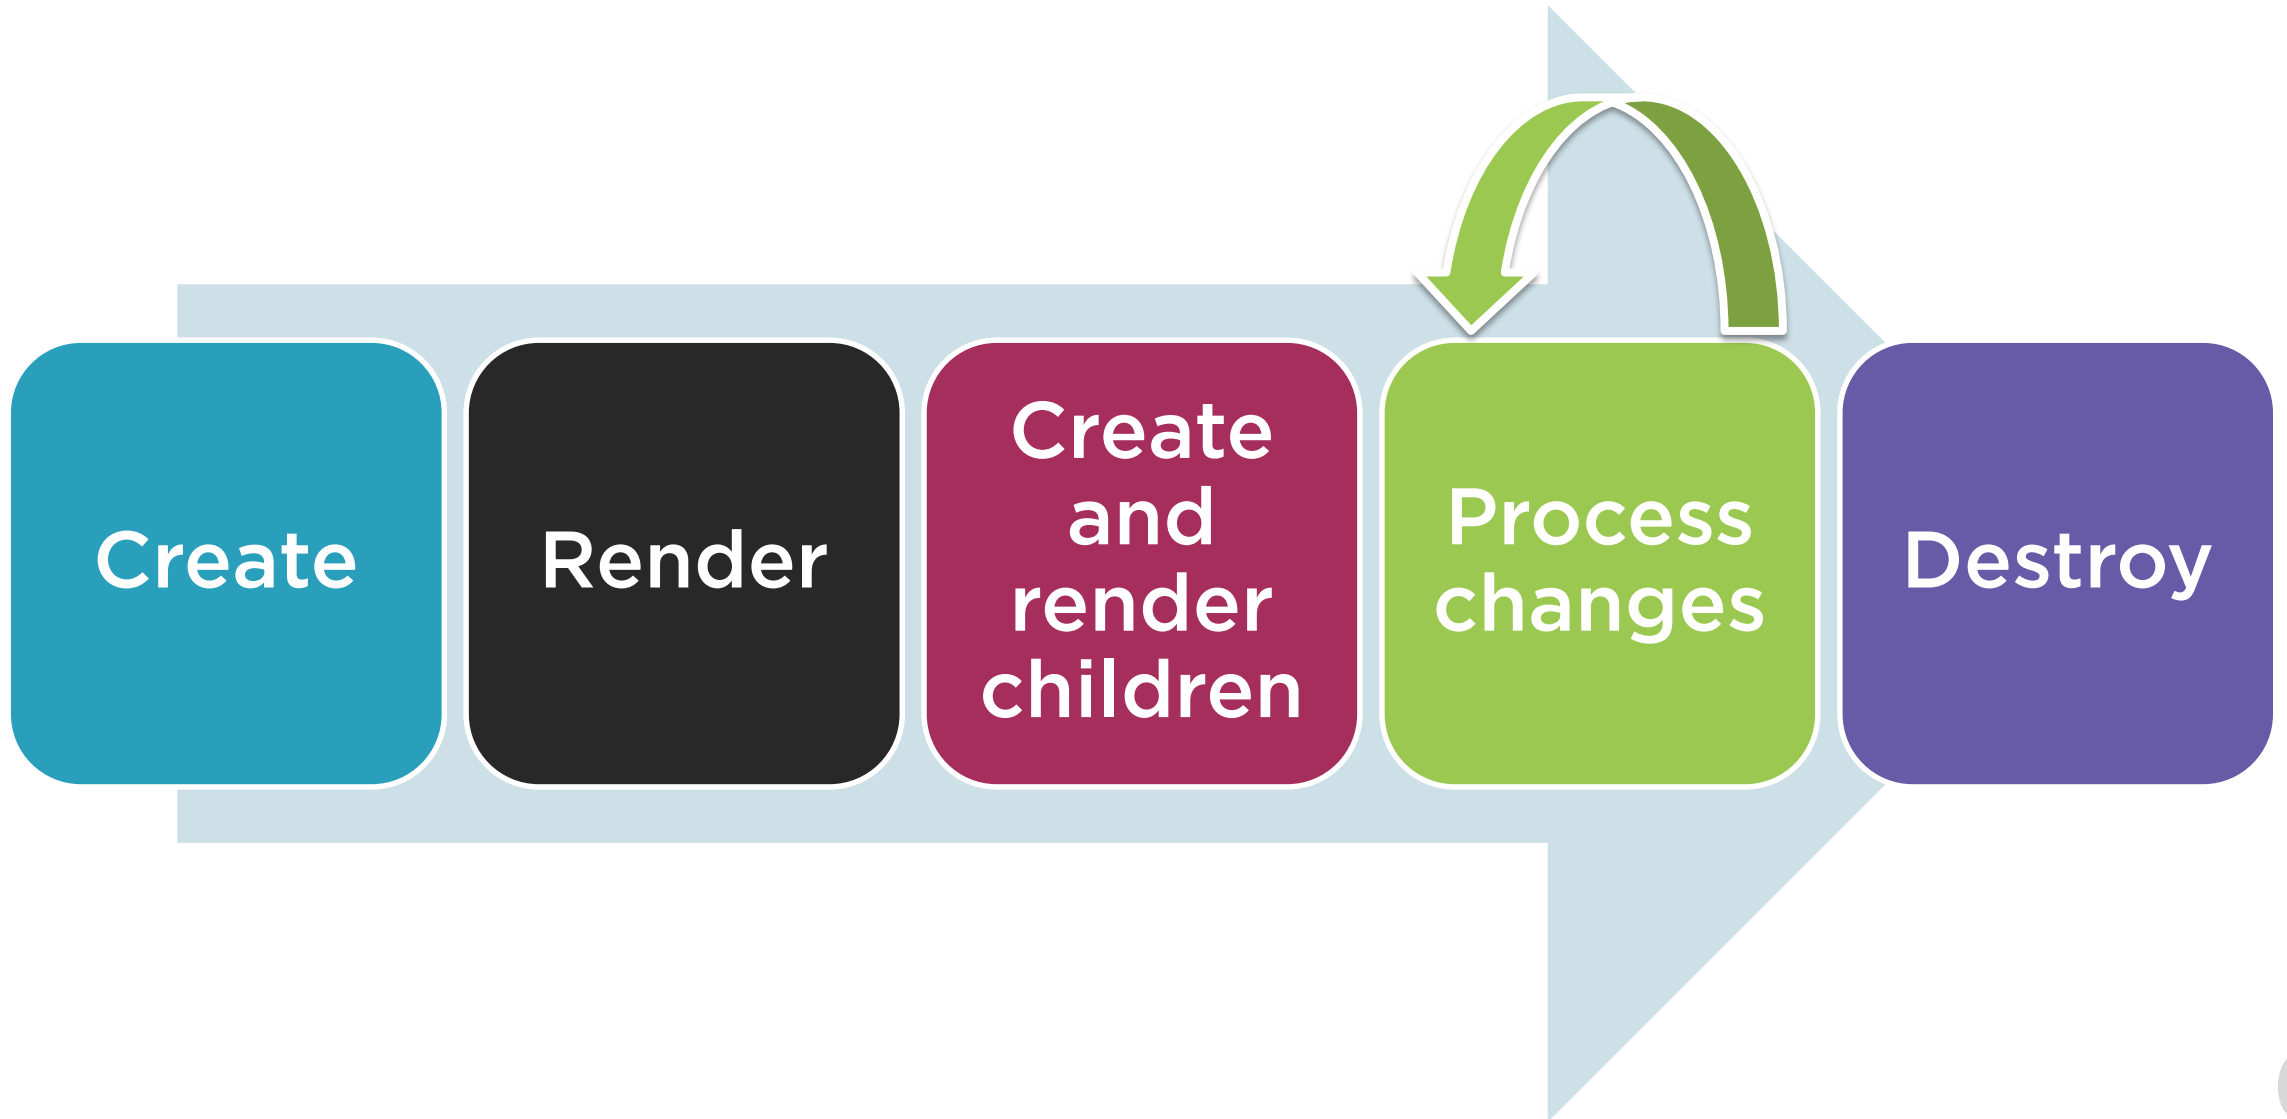 Create
Render
Create
and
render
children
Process
changes
Destroy